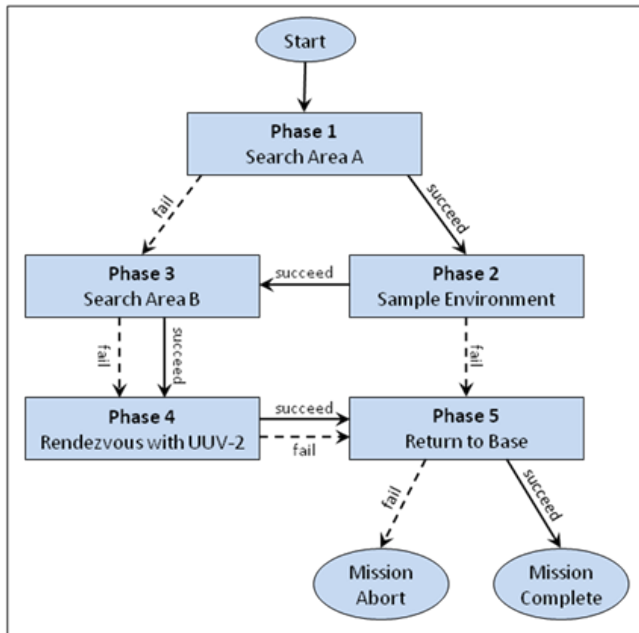 Start
Phase 1
Search Area A
fail
succeed
Phase 3
Search Area B
succeed
Phase 2
Sample Environment
fail
succeed
fail
Phase 4
Rendezvous with UUV-2
succeed
fail
Phase 5
Return to Base
fail
succeed
Mission
Abort
Mission
Complete